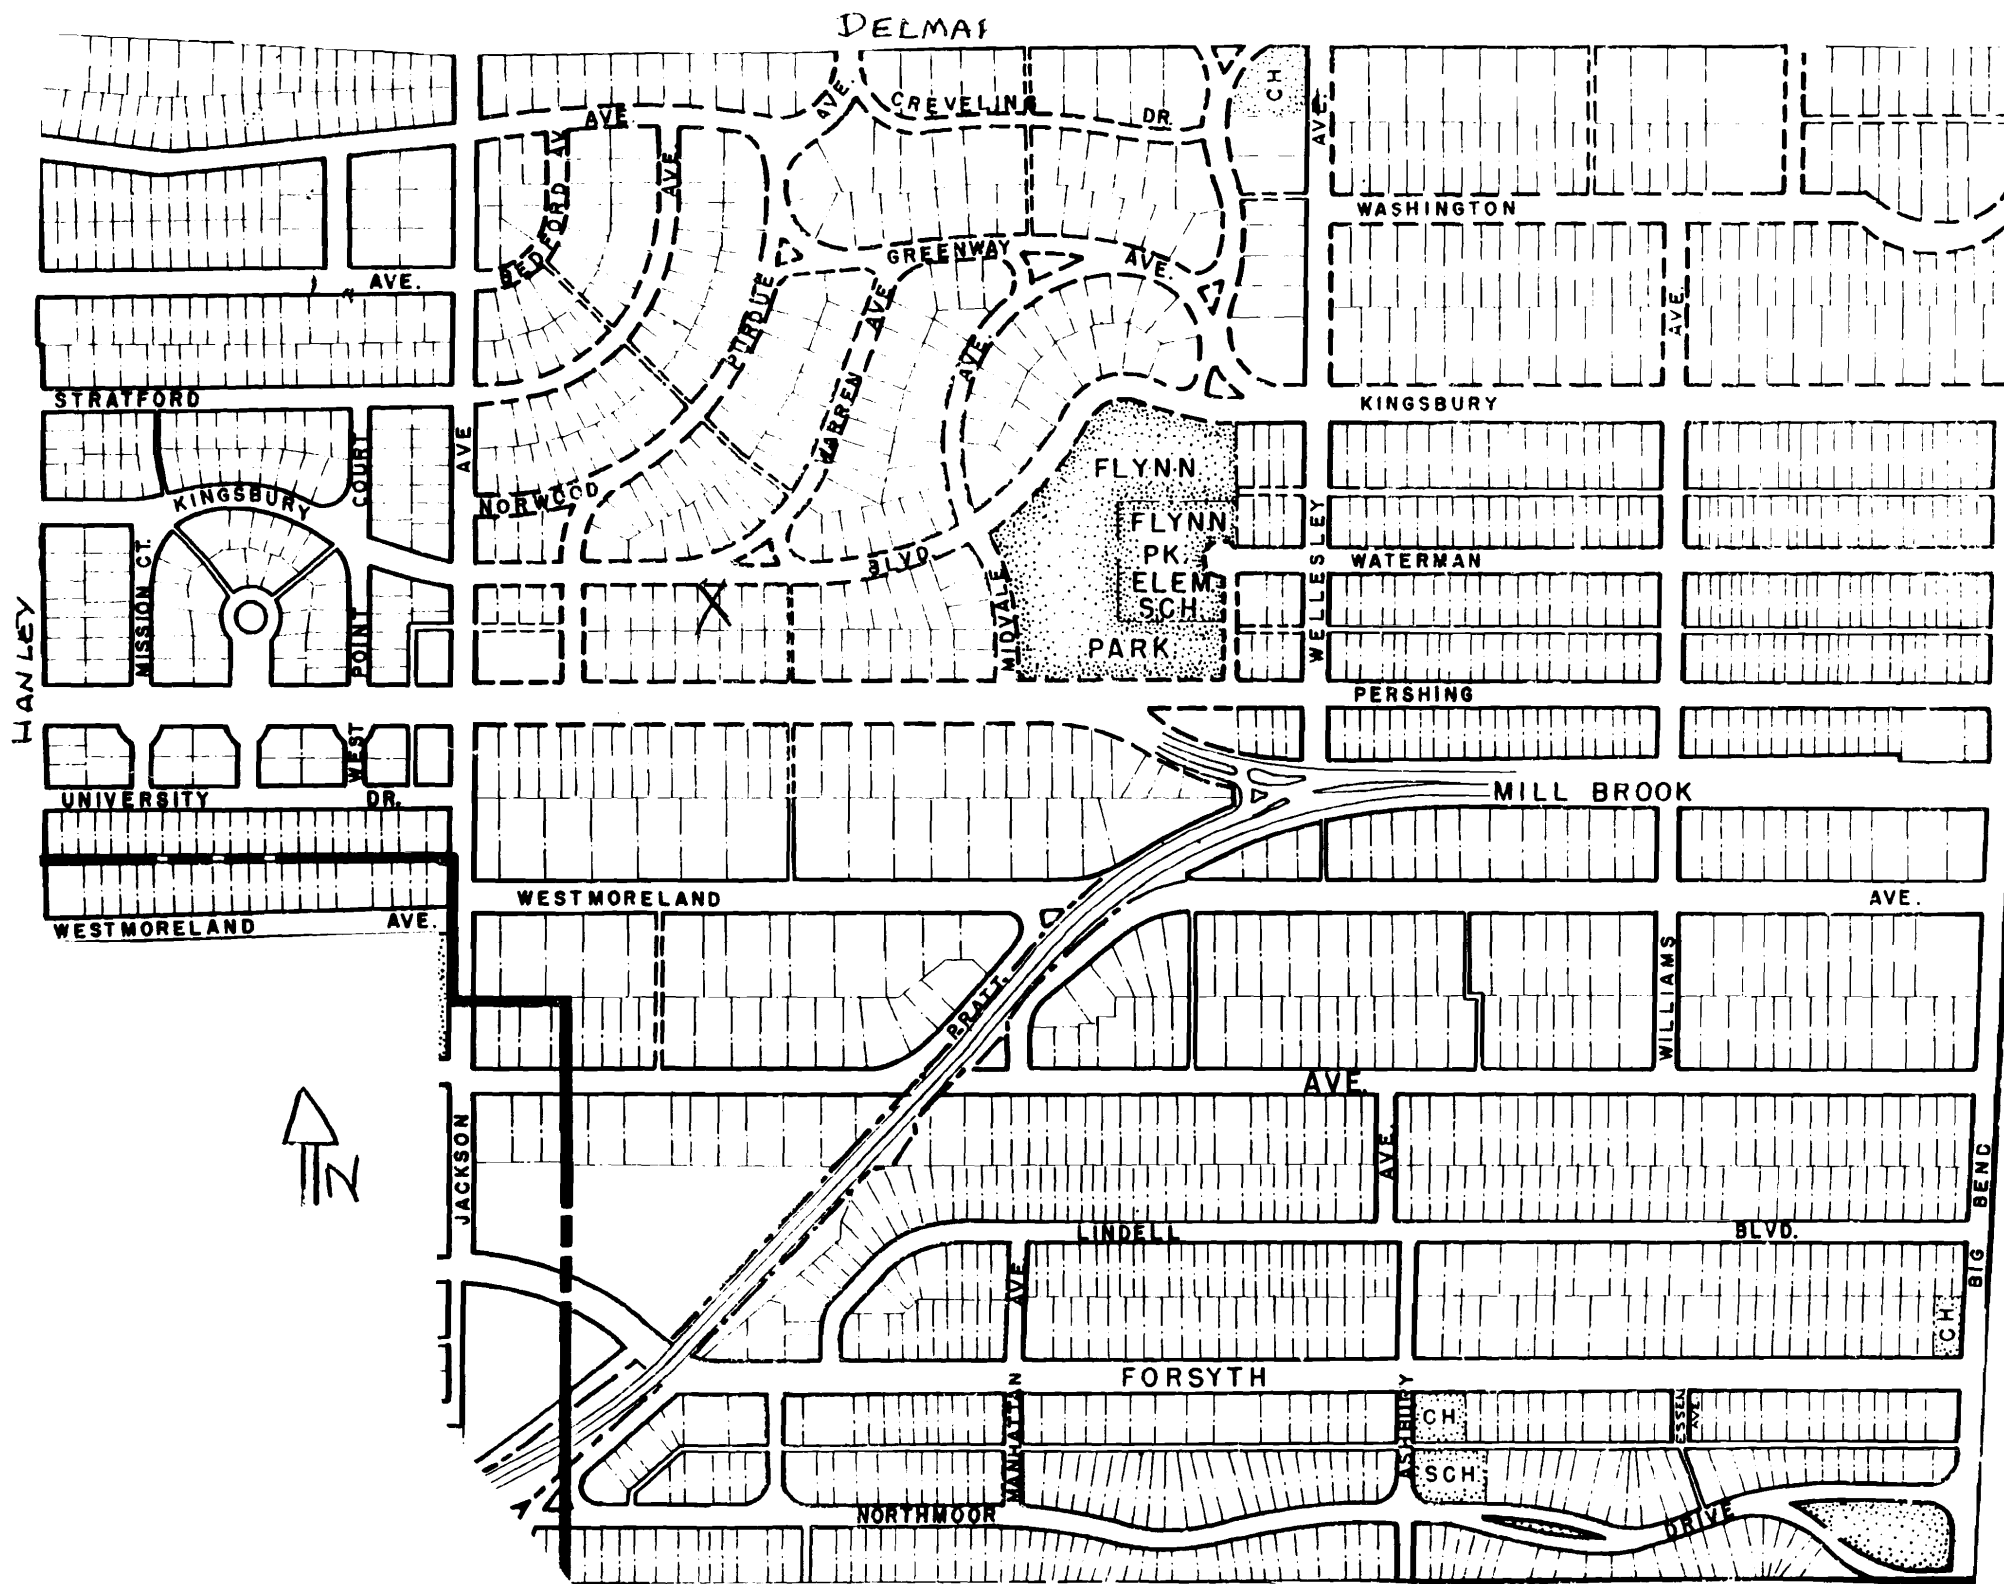 DELMAR
CH
AVE.
CREVELING
DR.
AVE
AVE.
BEDFORD AV
AVE.
WASHINGTON
GREENWAY
AVE.
AVE.
PURDUE
WARREN AVE
AVE.
AVE.
STRATFORD
KINGSBURY
COURT
AVE
FLYNN
KINGSBURY
NORWOOD
FLYNN
PK.
ELEM
SCH.
PARK
WELLESLEY
WATERMAN
BLVD
X
MISSION CT.
WEST POINT
MIDVALE
HANLEY
PERSHING
UNIVERSITY
DR.
MILL BROOK
WESTMORELAND
AVE.
WESTMORELAND
AVE.
WILLIAMS
PRATT
AVE.
N
JACKSON
AVE.
BIG BEND
LINDELL
BLVD.
AVE
CH
FORSYTH
MANHATTAN
ASHBURY
CH
ESSEN
AVE
SCH
NORTHMOOR
DRIVE